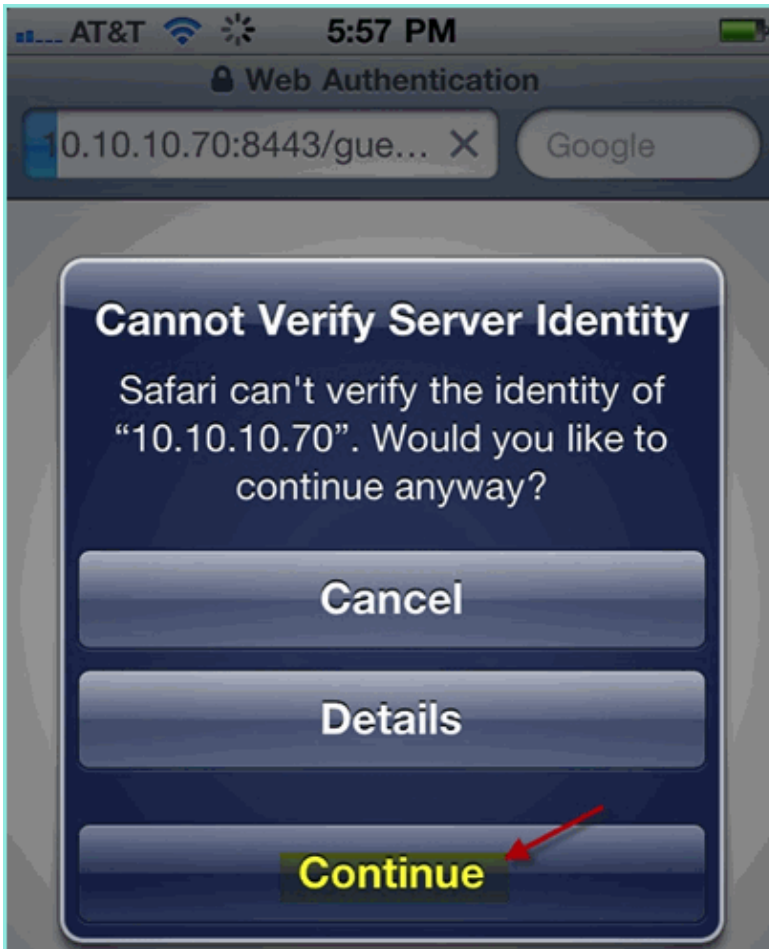 AT&T 5:57 PM
Web Authentication
10.10.10.70:8443/gue... Google
Cannot Verify Server Identity
Safari can't verify the identity of
“10.10.10.70”. Would you like to
continue anyway?
Cancel
Details
Continue